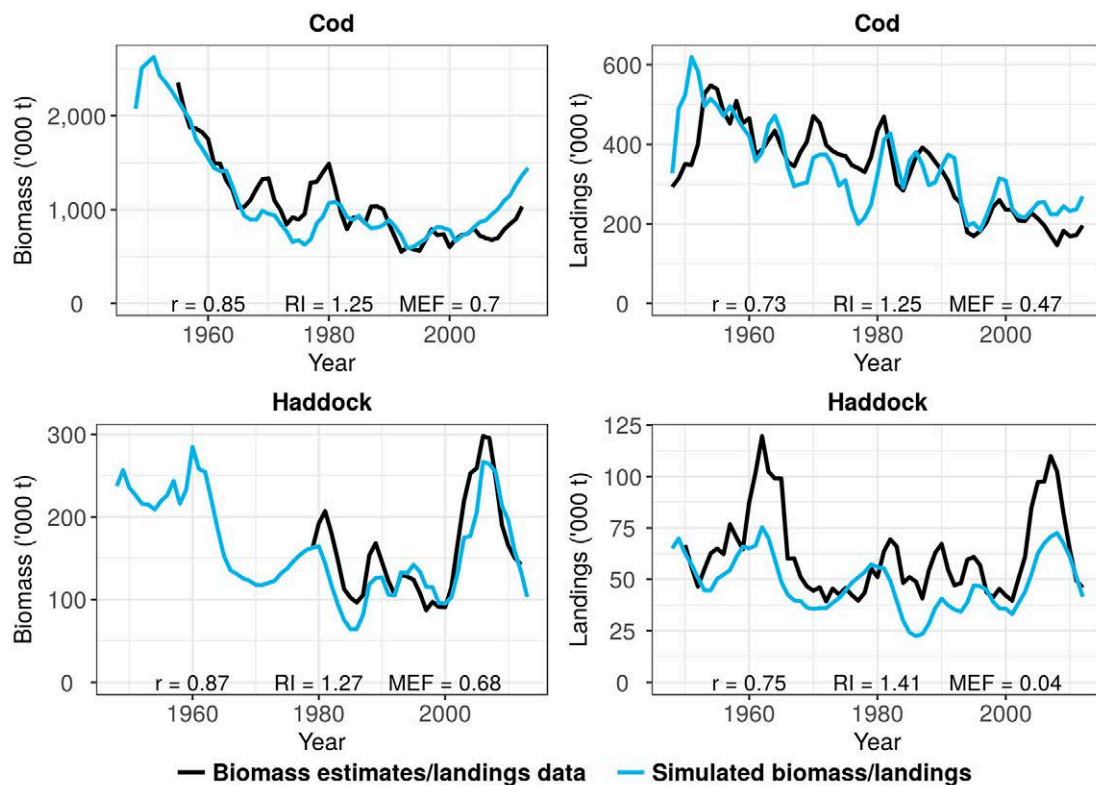 Cod
Biomass ('000 t)
2,000
1,000
0
r = 0.85 RI = 1.25 MEF = 0.7
1960 1980 2000
Year
Cod
Landings ('000 t)
600
400
200
0
r = 0.73 RI = 1.25 MEF = 0.47
1960 1980 2000
Year
Haddock
Biomass ('000 t)
300
200
100
0
r = 0.87 RI = 1.27 MEF = 0.68
1960 1980 2000
Year
Haddock
Landings ('000 t)
125
100
75
50
25
0
r = 0.75 RI = 1.41 MEF = 0.04
1960 1980 2000
Year
Biomass estimates/landings data Simulated biomass/landings